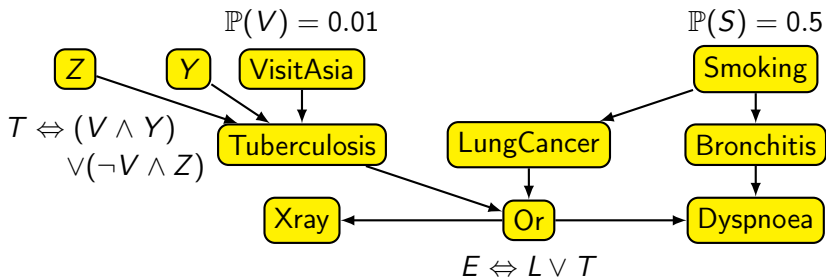 ℙ(V) = 0.01 ℙ(S) = 0.5
Z Y VisitAsia Smoking
T ⇔ (V ∧ Y)
∨(¬V ∧ Z)
Tuberculosis LungCancer Bronchitis
Xray Or Dyspnoea
E ⇔ L ∨ T